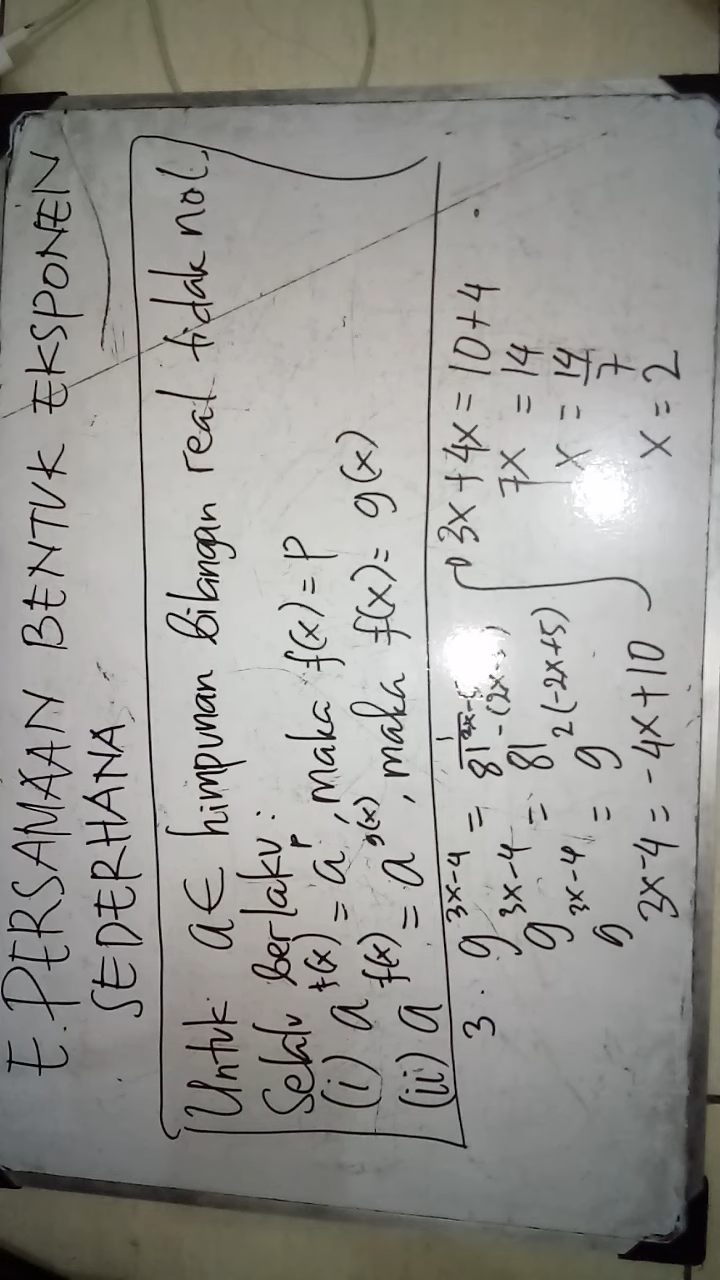 E. PERSAMAAN BENTUK EKSPONEN
SEDERHANA
Untuk a ∈ himpunan bilangan real tidak nol,
Selalu berlaku:
(i) a^f(x) = a^p, maka f(x) = p
(ii) a^f(x) = a^g(x), maka f(x) = g(x)
3. 9^3x-4 = 1/81^2x-5
9^3x-4 = 81^-(2x-5)
9^3x-4 = 9^2(-2x+5)
3x-4 = -4x+10
3x+4x = 10+4
7x = 14
x = 14/7
x = 2